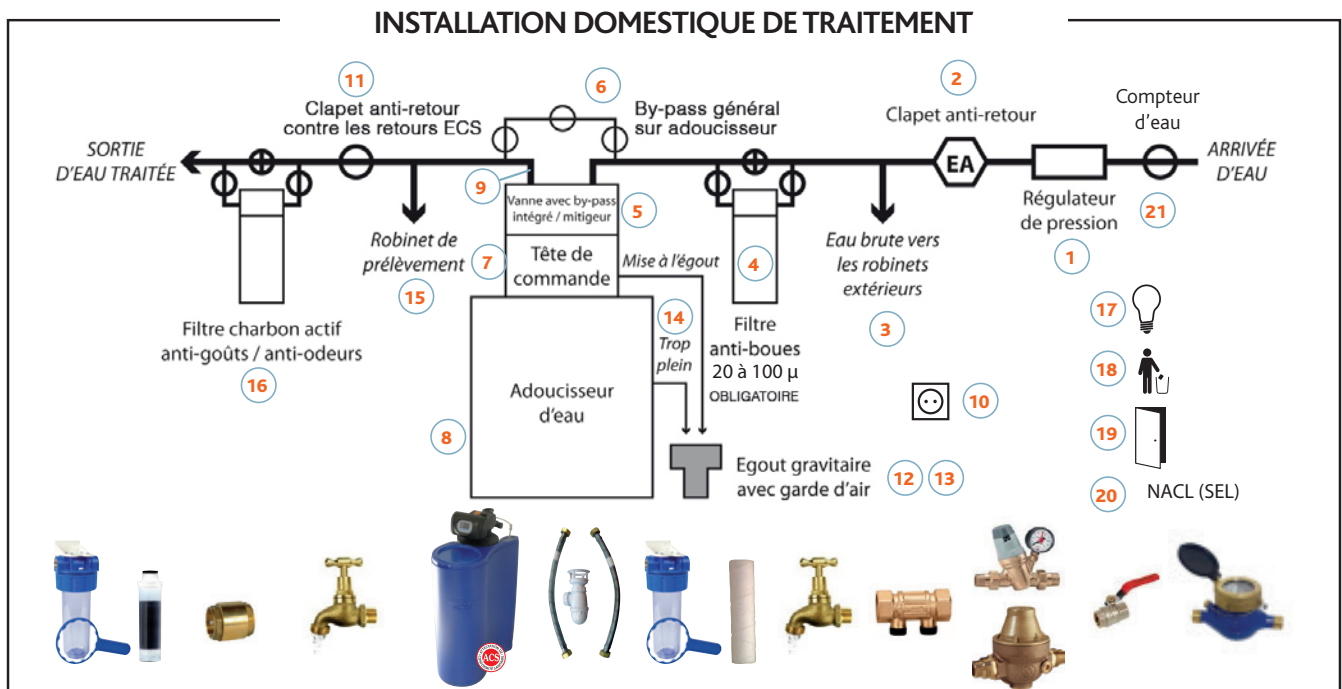 INSTALLATION DOMESTIQUE DE TRAITEMENT
11
Clapet anti-retour
contre les retours ECS
6
By-pass général
sur adoucisseur
2
Clapet anti-retour
Compteur
d'eau
SORTIE
D'EAU TRAITÉE
EA
ARRIVÉE
D'EAU
9
Vanne avec by-pass
intégré / mitigeur
5
Régulateur
de pression
21
1
Robinet de
prélèvement
15
7
Tête de
commande
Mise à l'égout
4
Eau brute vers
les robinets
extérieurs
3
Filtre charbon actif
anti-goûts / anti-odeurs
16
14
Trop
plein
Filtre
anti-boues
20 à 100 µ
OBLIGATOIRE
17
18
19
20
NACL (SEL)
Adoucisseur
d'eau
8
10
Egout gravitaire
avec garde d'air
12
13
ACS